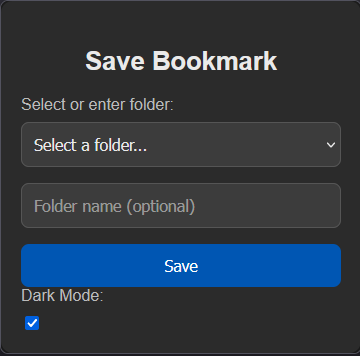 Save Bookmark
Select or enter folder:
Select a folder...
Folder name (optional)
Save
Dark Mode: